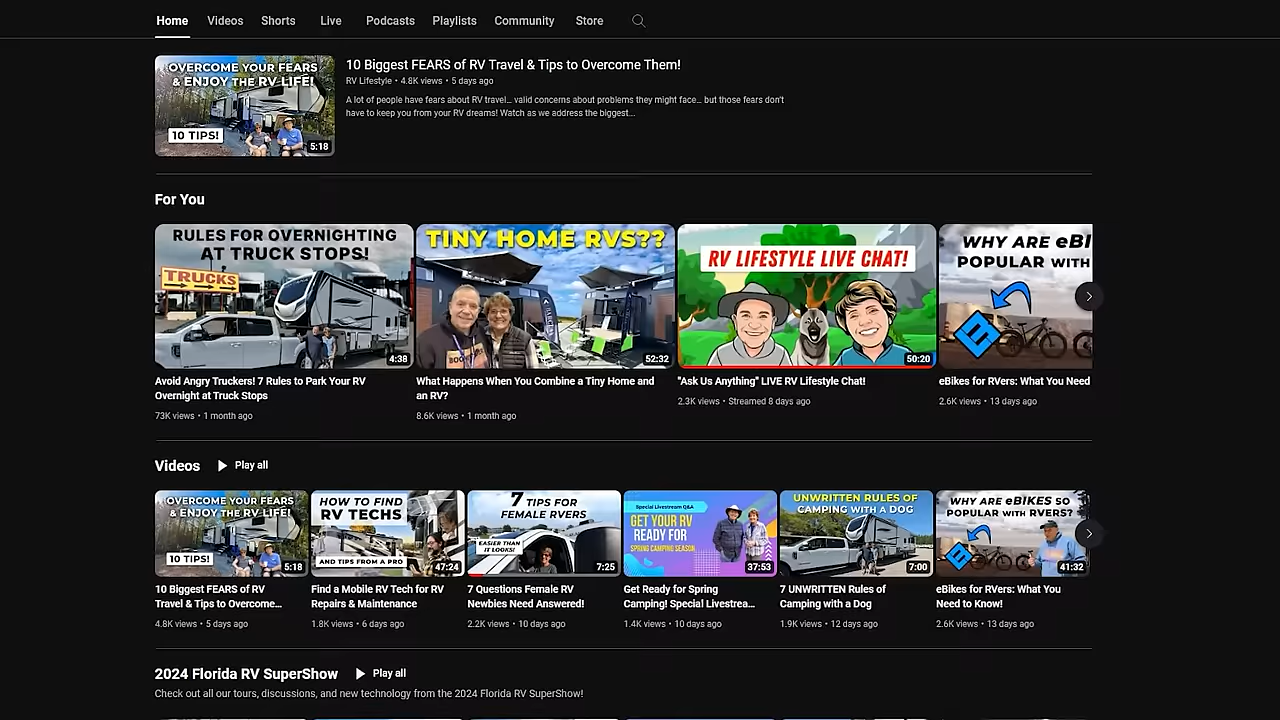 Home Videos Shorts Live Podcasts Playlists Community Store
OVERCOME YOUR FEARS
& ENJOY THE RV LIFE!
10 TIPS!
5:18
10 Biggest FEARS of RV Travel & Tips to Overcome Them!
RV Lifestyle • 4.8K views • 5 days ago
A lot of people have fears about RV travel… valid concerns about problems they might face… but those fears don't
have to keep you from your RV dreams! Watch as we address the biggest...
For You
RULES FOR OVERNIGHTING
AT TRUCK STOPS!
TRUCKS
4:38
TINY HOME RVS??
52:32
RV LIFESTYLE LIVE CHAT!
50:20
WHY ARE eBI
POPULAR WITH
Avoid Angry Truckers! 7 Rules to Park Your RV
Overnight at Truck Stops
73K views • 1 month ago
What Happens When You Combine a Tiny Home and
an RV?
8.6K views • 1 month ago
"Ask Us Anything" LIVE RV Lifestyle Chat!
2.3K views • Streamed 8 days ago
eBikes for RVers: What You Need
2.6K views • 13 days ago
Videos Play all
OVERCOME YOUR FEARS
& ENJOY THE RV LIFE!
10 TIPS!
5:18
HOW TO FIND
RV TECHS
AND TIPS FROM A PRO
47:24
7 TIPS FOR
FEMALE RVERS
EASIER THAN
IT LOOKS!
7:25
Special Livestream Q&A
GET YOUR RV
READY FOR
SPRING CAMPING SEASON
37:53
UNWRITTEN RULES OF
CAMPING WITH A DOG
7:00
WHY ARE eBIKES SO
POPULAR WITH RVERS?
41:32
10 Biggest FEARS of RV
Travel & Tips to Overcome...
4.8K views • 5 days ago
Find a Mobile RV Tech for RV
Repairs & Maintenance
1.8K views • 6 days ago
7 Questions Female RV
Newbies Need Answered!
2.2K views • 10 days ago
Get Ready for Spring
Camping! Special Livestrea...
1.4K views • 10 days ago
7 UNWRITTEN Rules of
Camping with a Dog
1.9K views • 12 days ago
eBikes for RVers: What You
Need to Know!
2.6K views • 13 days ago
2024 Florida RV SuperShow Play all
Check out all our tours, discussions, and new technology from the 2024 Florida RV SuperShow!